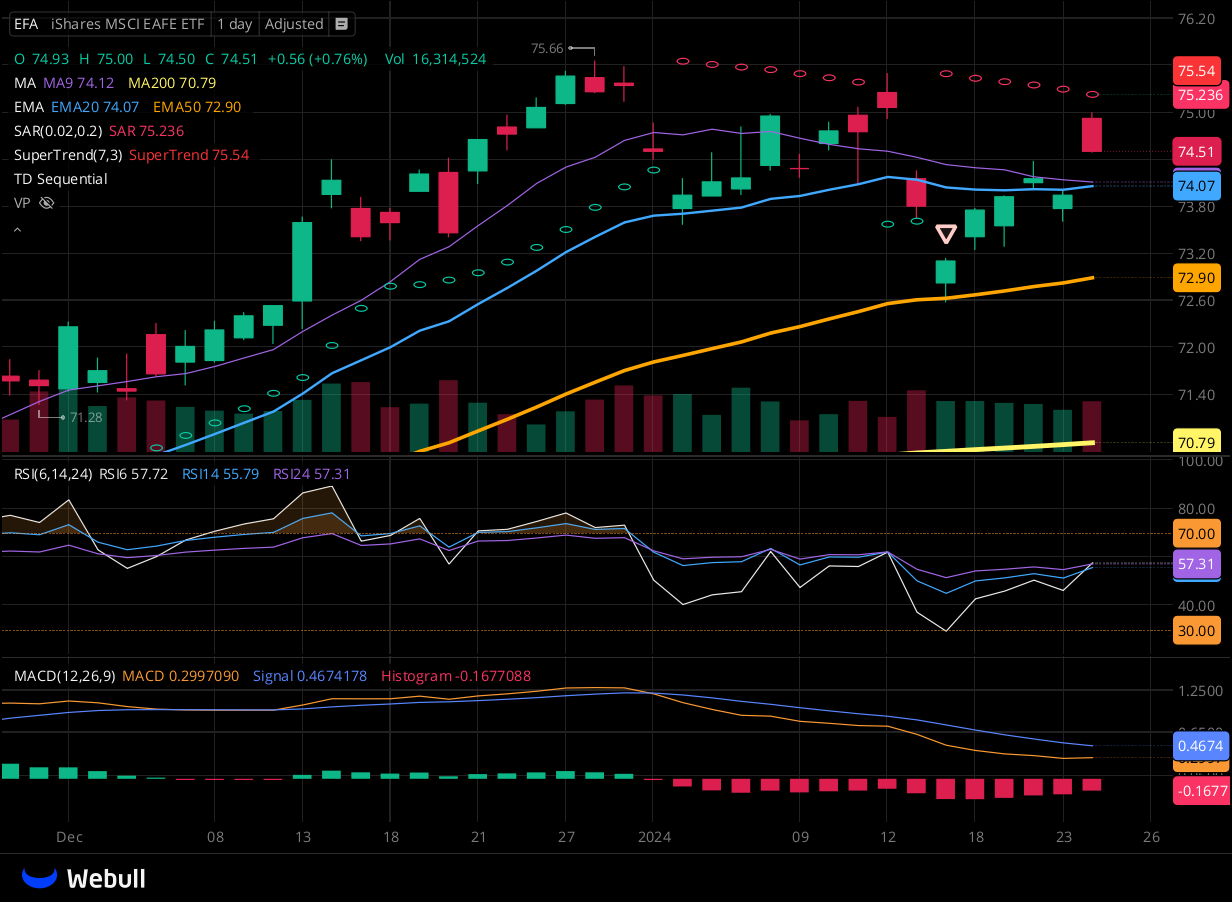 EFA iShares MSCI EAFE ETF 1 day Adjusted
O 74.93 H 75.00 L 74.50 C 74.51 +0.56 (+0.76%) Vol 16,314,524
MA MA9 74.12 MA200 70.79
EMA EMA20 74.07 EMA50 72.90
SAR(0.02,0.2) SAR 75.236
SuperTrend(7,3) SuperTrend 75.54
TD Sequential
VP
75.66
71.28
76.20
75.54
75.236
75.00
74.51
74.07
73.80
73.20
72.90
72.60
72.00
71.40
70.79
RSI(6,14,24) RSI6 57.72 RSI14 55.79 RSI24 57.31
100.00
80.00
70.00
57.31
40.00
30.00
MACD(12,26,9) MACD 0.2997090 Signal 0.4674178 Histogram -0.1677088
1.2500
0.4674
-0.1677
Dec 08 13 18 21 27 2024 09 12 18 23 26
Webull